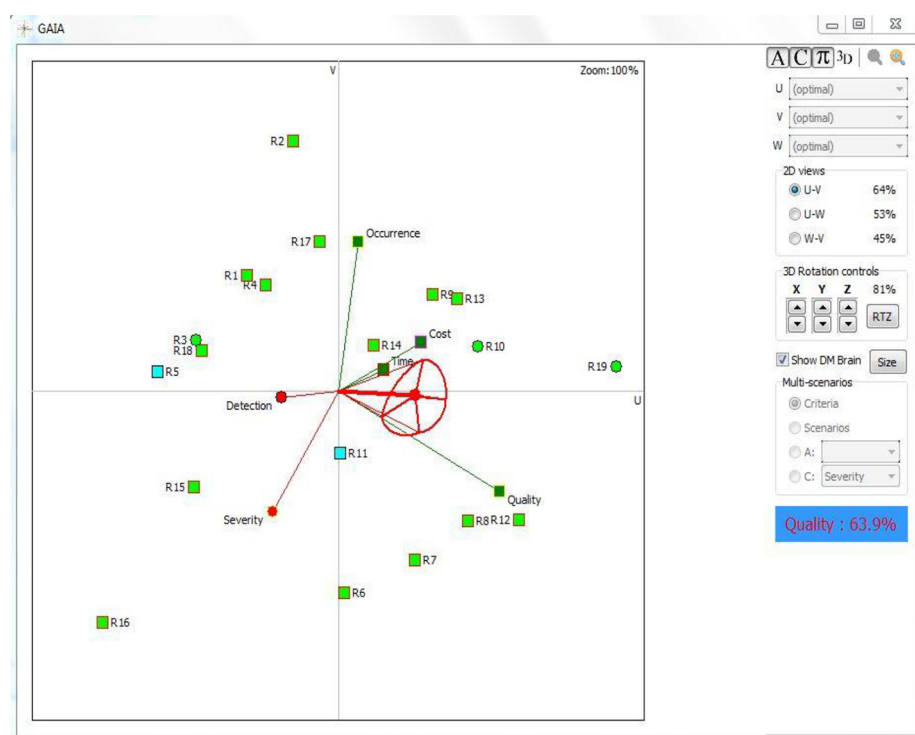 GAIA
A C π 3D
V
Zoom:100%
U (optimal)
V (optimal)
W (optimal)
2D views
U-V 64%
U-W 53%
W-V 45%
3D Rotation controls
X Y Z 81%
RTZ
Show DM Brain Size
Multi-scenarios
Criteria
Scenarios
A:
C: Severity
Quality : 63.9%
R2
Occurrence
R17
R1
R4
R9
R13
Cost
R3
R14
R10
R18
Time
R19
R5
U
Detection
R11
R15
Quality
Severity
R8
R12
R7
R6
R16